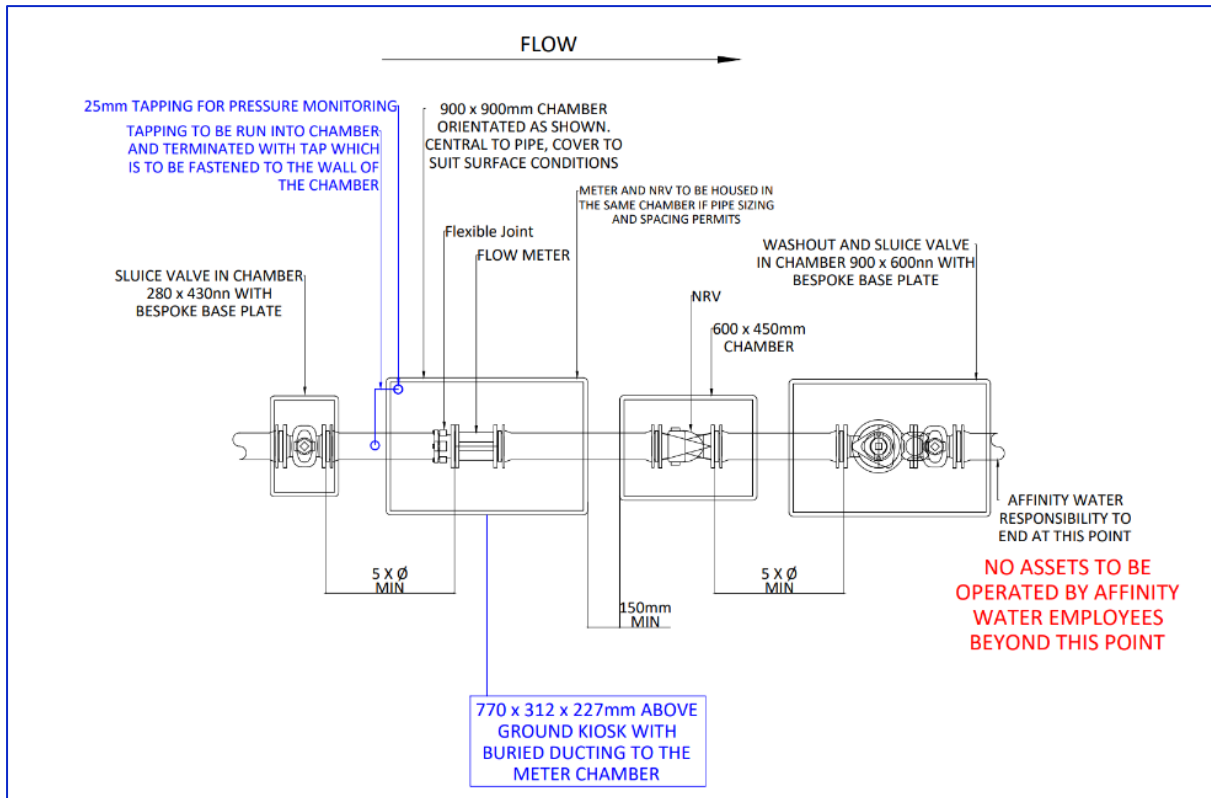 FLOW
25mm TAPPING FOR PRESSURE MONITORING
TAPPING TO BE RUN INTO CHAMBER
AND TERMINATED WITH TAP WHICH
IS TO BE FASTENED TO THE WALL OF
THE CHAMBER
900 x 900mm CHAMBER
ORIENTATED AS SHOWN.
CENTRAL TO PIPE, COVER TO
SUIT SURFACE CONDITIONS
METER AND NRV TO BE HOUSED IN
THE SAME CHAMBER IF PIPE SIZING
AND SPACING PERMITS
Flexible Joint
FLOW METER
WASHOUT AND SLUICE VALVE
IN CHAMBER 900 x 600nn WITH
BESPOKE BASE PLATE
SLUICE VALVE IN CHAMBER
280 x 430nn WITH
BESPOKE BASE PLATE
NRV
600 x 450mm
CHAMBER
AFFINITY WATER
RESPONSIBILITY TO
END AT THIS POINT
NO ASSETS TO BE
OPERATED BY AFFINITY
WATER EMPLOYEES
BEYOND THIS POINT
5 X Ø
MIN
150mm
MIN
5 X Ø
MIN
770 x 312 x 227mm ABOVE
GROUND KIOSK WITH
BURIED DUCTING TO THE
METER CHAMBER